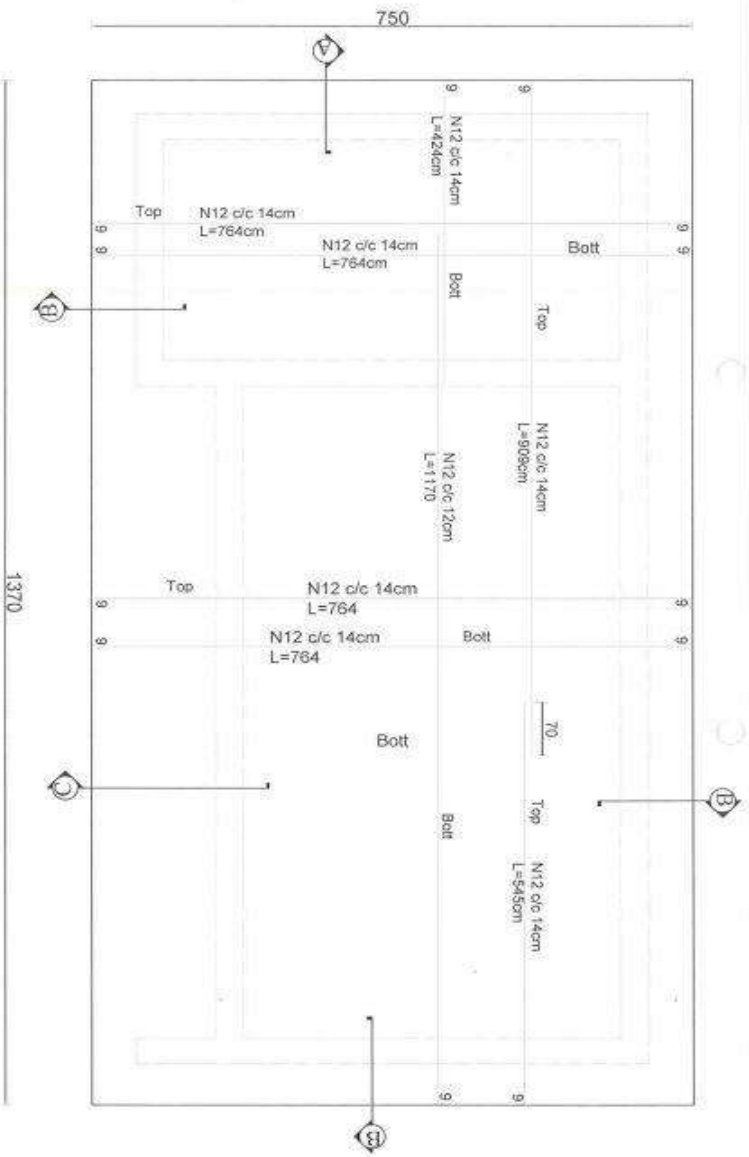 750
A
9
9
N12 c/c 14cm
L=424cm
Top
N12 c/c 14cm
L=764cm
9
9
N12 c/c 14cm
L=764cm
Bott
9
9
Bott
Top
B
N12 c/c 14cm
L=909cm
N12 c/c 12cm
L=1170
1370
Top
N12 c/c 14cm
L=764
9
9
N12 c/c 14cm
L=764
Bott
9
9
70
Bott
C
B
Top
Bott
N12 c/c 14cm
L=545cm
9
9
B